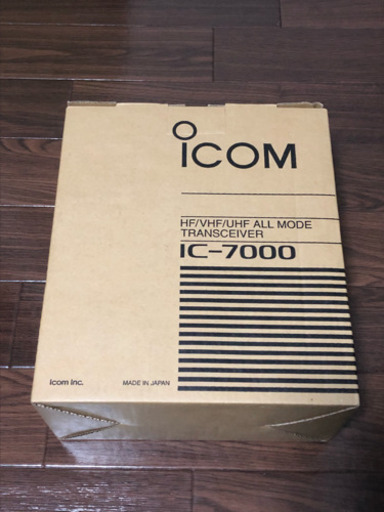 ICOM
HF/VHF/UHF ALL MODE
TRANSCEIVER
IC-7000
Icom Inc.
MADE IN JAPAN